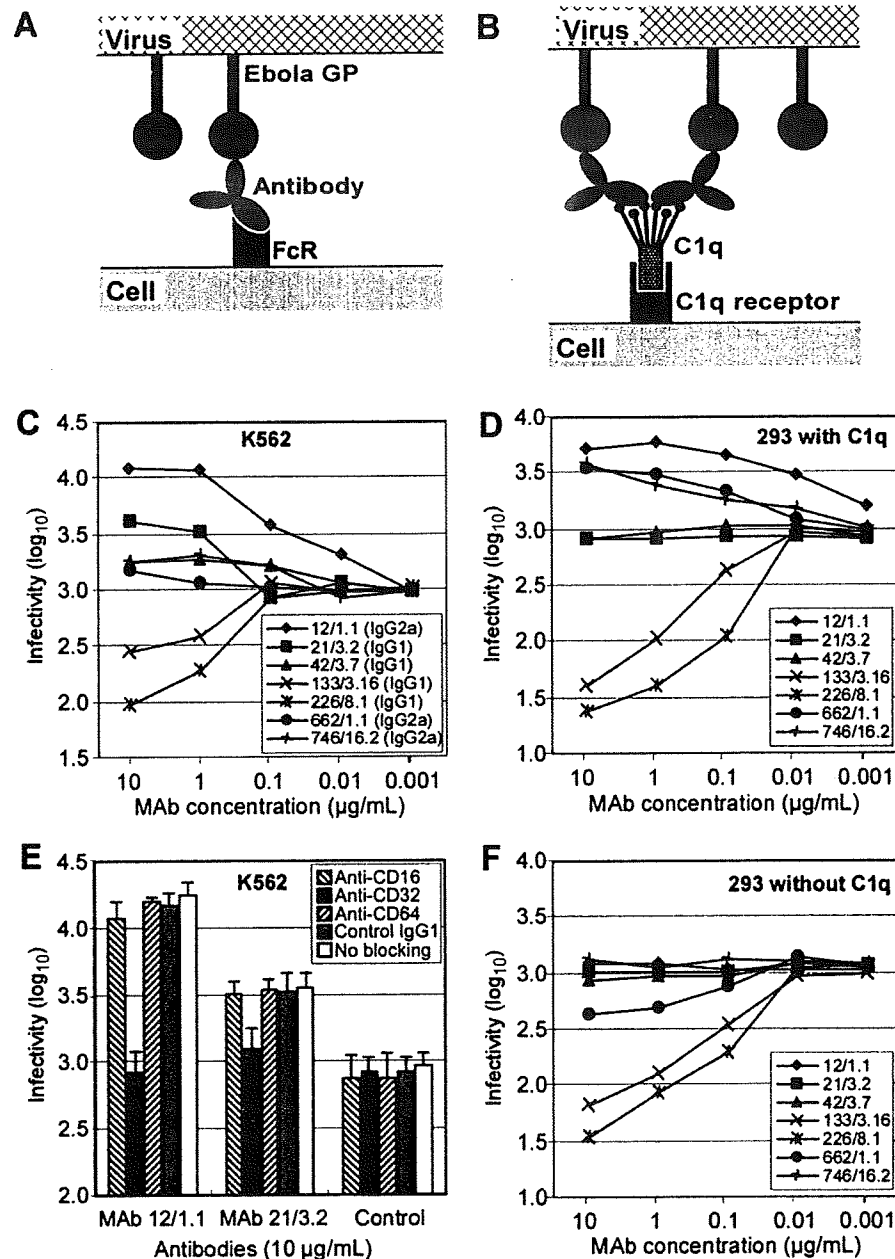 A
Virus
Ebola GP
Antibody
FcR
Cell
B
Virus
C1q
C1q receptor
Cell
C
K562
4.5
4.0
3.5
3.0
2.5
2.0
1.5
Infectivity (log10)
12/1.1 (IgG2a)
21/3.2 (IgG1)
42/3.7 (IgG1)
133/3.16 (IgG1)
226/8.1 (IgG1)
662/1.1 (IgG2a)
746/16.2 (IgG2a)
10 1 0.1 0.01 0.001
MAb concentration (µg/mL)
D
293 with C1q
4.0
3.5
3.0
2.5
2.0
1.5
1.0
Infectivity (log10)
12/1.1
21/3.2
42/3.7
133/3.16
226/8.1
662/1.1
746/16.2
10 1 0.1 0.01 0.001
MAb concentration (µg/mL)
E
K562
4.5
4.0
3.5
3.0
2.5
2.0
Infectivity (log10)
Anti-CD16
Anti-CD32
Anti-CD64
Control IgG1
No blocking
MAb 12/1.1 MAb 21/3.2 Control
Antibodies (10 µg/mL)
F
293 without C1q
4.0
3.5
3.0
2.5
2.0
1.5
1.0
Infectivity (log10)
12/1.1
21/3.2
42/3.7
133/3.16
226/8.1
662/1.1
746/16.2
10 1 0.1 0.01 0.001
MAb concentration (µg/mL)